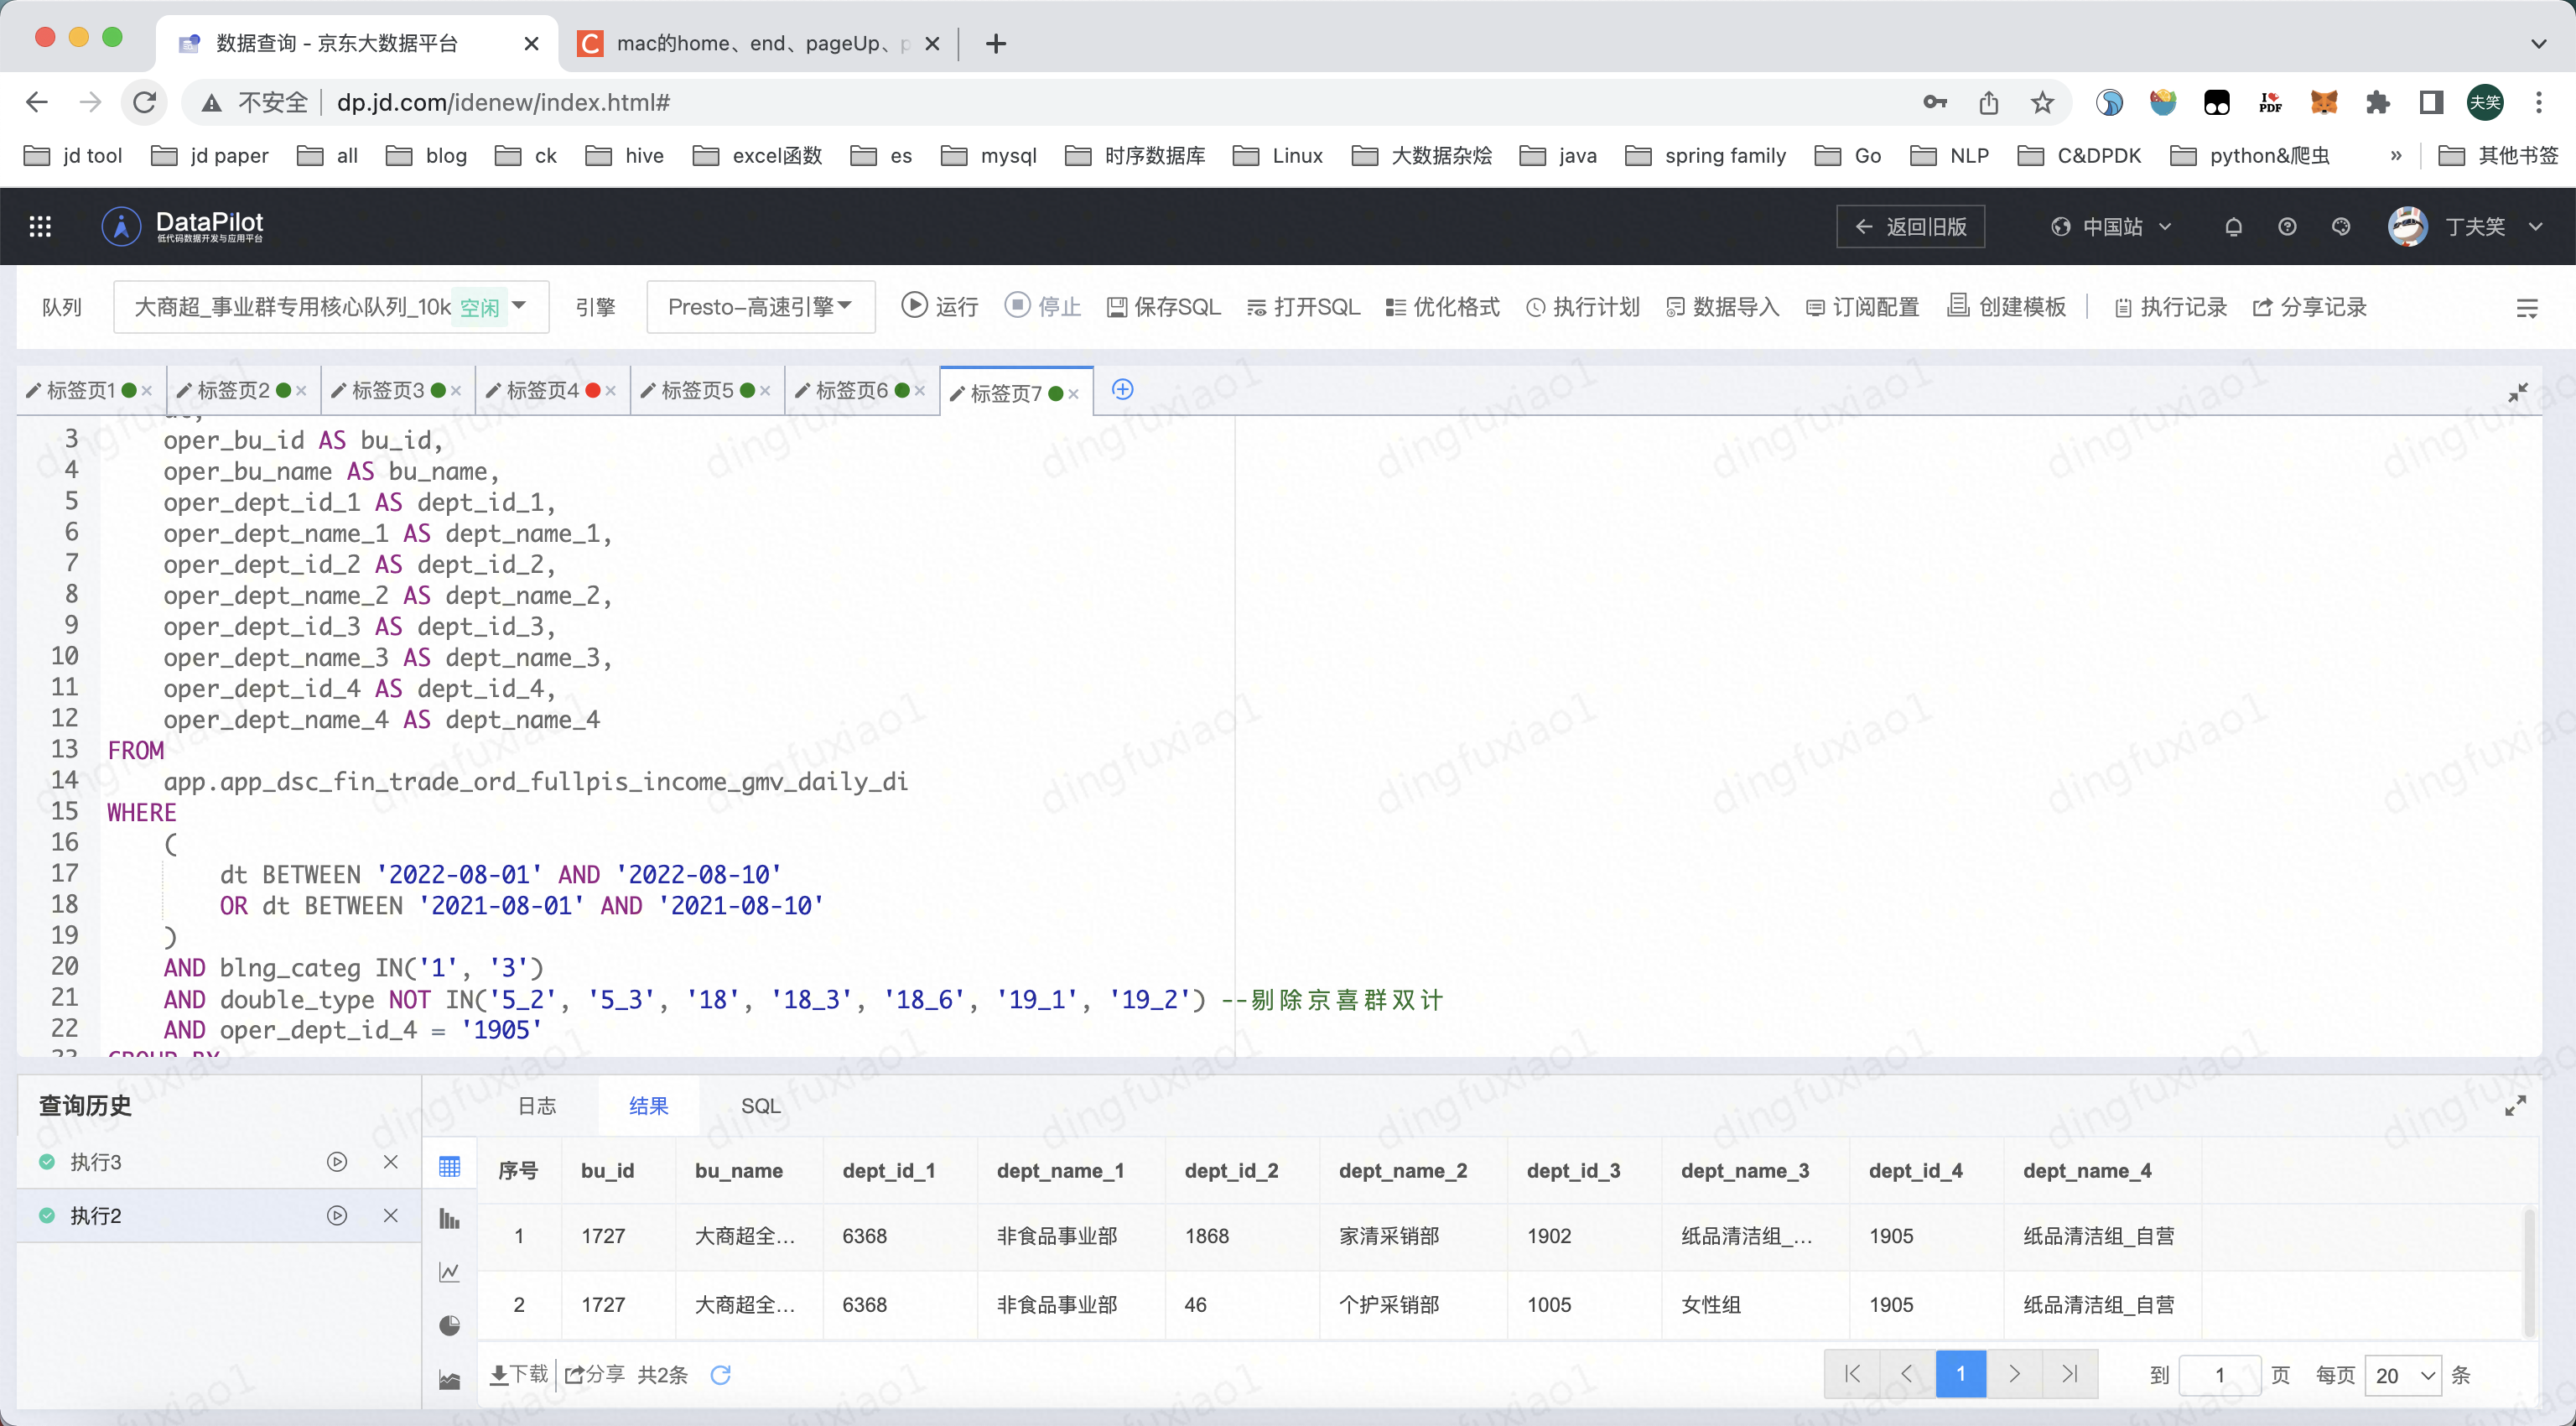 数据查询 - 京东大数据平台
mac的home、end、pageUp、p
不安全 dp.jd.com/idenew/index.html#
I PDF
夫笑
jd tool jd paper all blog ck hive excel函数 es mysql 时序数据库 Linux 大数据杂烩 java spring family Go NLP C&DPDK python&爬虫 » 其他书签
DataPilot
低代码数据开发与应用平台
返回旧版 中国站 丁夫笑
队列 大商超_事业群专用核心队列_10k 空闲 引擎 Presto-高速引擎 运行 停止 保存SQL 打开SQL 优化格式 执行计划 数据导入 订阅配置 创建模板 执行记录 分享记录
标签页1 标签页2 标签页3 标签页4 标签页5 标签页6 标签页7
3 oper_bu_id AS bu_id,
4 oper_bu_name AS bu_name,
5 oper_dept_id_1 AS dept_id_1,
6 oper_dept_name_1 AS dept_name_1,
7 oper_dept_id_2 AS dept_id_2,
8 oper_dept_name_2 AS dept_name_2,
9 oper_dept_id_3 AS dept_id_3,
10 oper_dept_name_3 AS dept_name_3,
11 oper_dept_id_4 AS dept_id_4,
12 oper_dept_name_4 AS dept_name_4
13 FROM
14 app.app_dsc_fin_trade_ord_fullpis_income_gmv_daily_di
15 WHERE
16 (
17 dt BETWEEN '2022-08-01' AND '2022-08-10'
18 OR dt BETWEEN '2021-08-01' AND '2021-08-10'
19 )
20 AND blng_categ IN('1', '3')
21 AND double_type NOT IN('5_2', '5_3', '18', '18_3', '18_6', '19_1', '19_2') --剔除京喜群双计
22 AND oper_dept_id_4 = '1905'
23 GROUP BY
查询历史 日志 结果 SQL
执行3
执行2
序号 bu_id bu_name dept_id_1 dept_name_1 dept_id_2 dept_name_2 dept_id_3 dept_name_3 dept_id_4 dept_name_4
1 1727 大商超全... 6368 非食品事业部 1868 家清采销部 1902 纸品清洁组_... 1905 纸品清洁组_自营
2 1727 大商超全... 6368 非食品事业部 46 个护采销部 1005 女性组 1905 纸品清洁组_自营
下载 分享 共2条 1 到 1 页 每页 20 条
dingfuxiao1